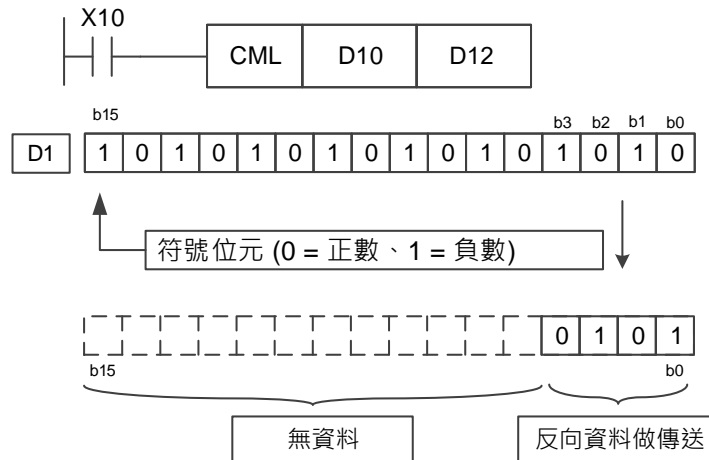 X10
CML D10 D12
b15 b3 b2 b1 b0
D1 1 0 1 0 1 0 1 0 1 0 1 0 1 0 1 0
符號位元 (0 = 正數、1 = 負數)
0 1 0 1
b15 b0
無資料 反向資料做傳送